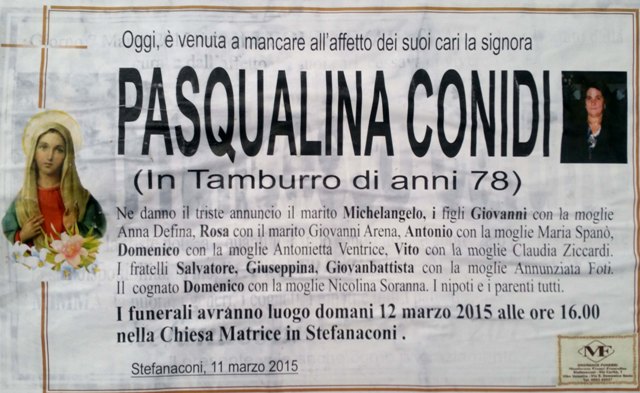 Oggi, è venuta a mancare all'affetto dei suoi cari la signora
PASQUALINA CONIDI
(In Tamburro di anni 78)
Ne danno il triste annuncio il marito Michelangelo, i figli Giovanni con la moglie
Anna Defina, Rosa con il marito Giovanni Arena, Antonio con la moglie Maria Spanò,
Domenico con la moglie Antonietta Ventrice, Vito con la moglie Claudia Ziccardi.
I fratelli Salvatore, Giuseppina, Giovanbattista con la moglie Annunziata Foti.
Il cognato Domenico con la moglie Nicolina Soranna. I nipoti e i parenti tutti.
I funerali avranno luogo domani 12 marzo 2015 alle ore 16.00
nella Chiesa Matrice in Stefanaconi .
Stefanaconi, 11 marzo 2015
MF
ONORANZE FUNEBRI